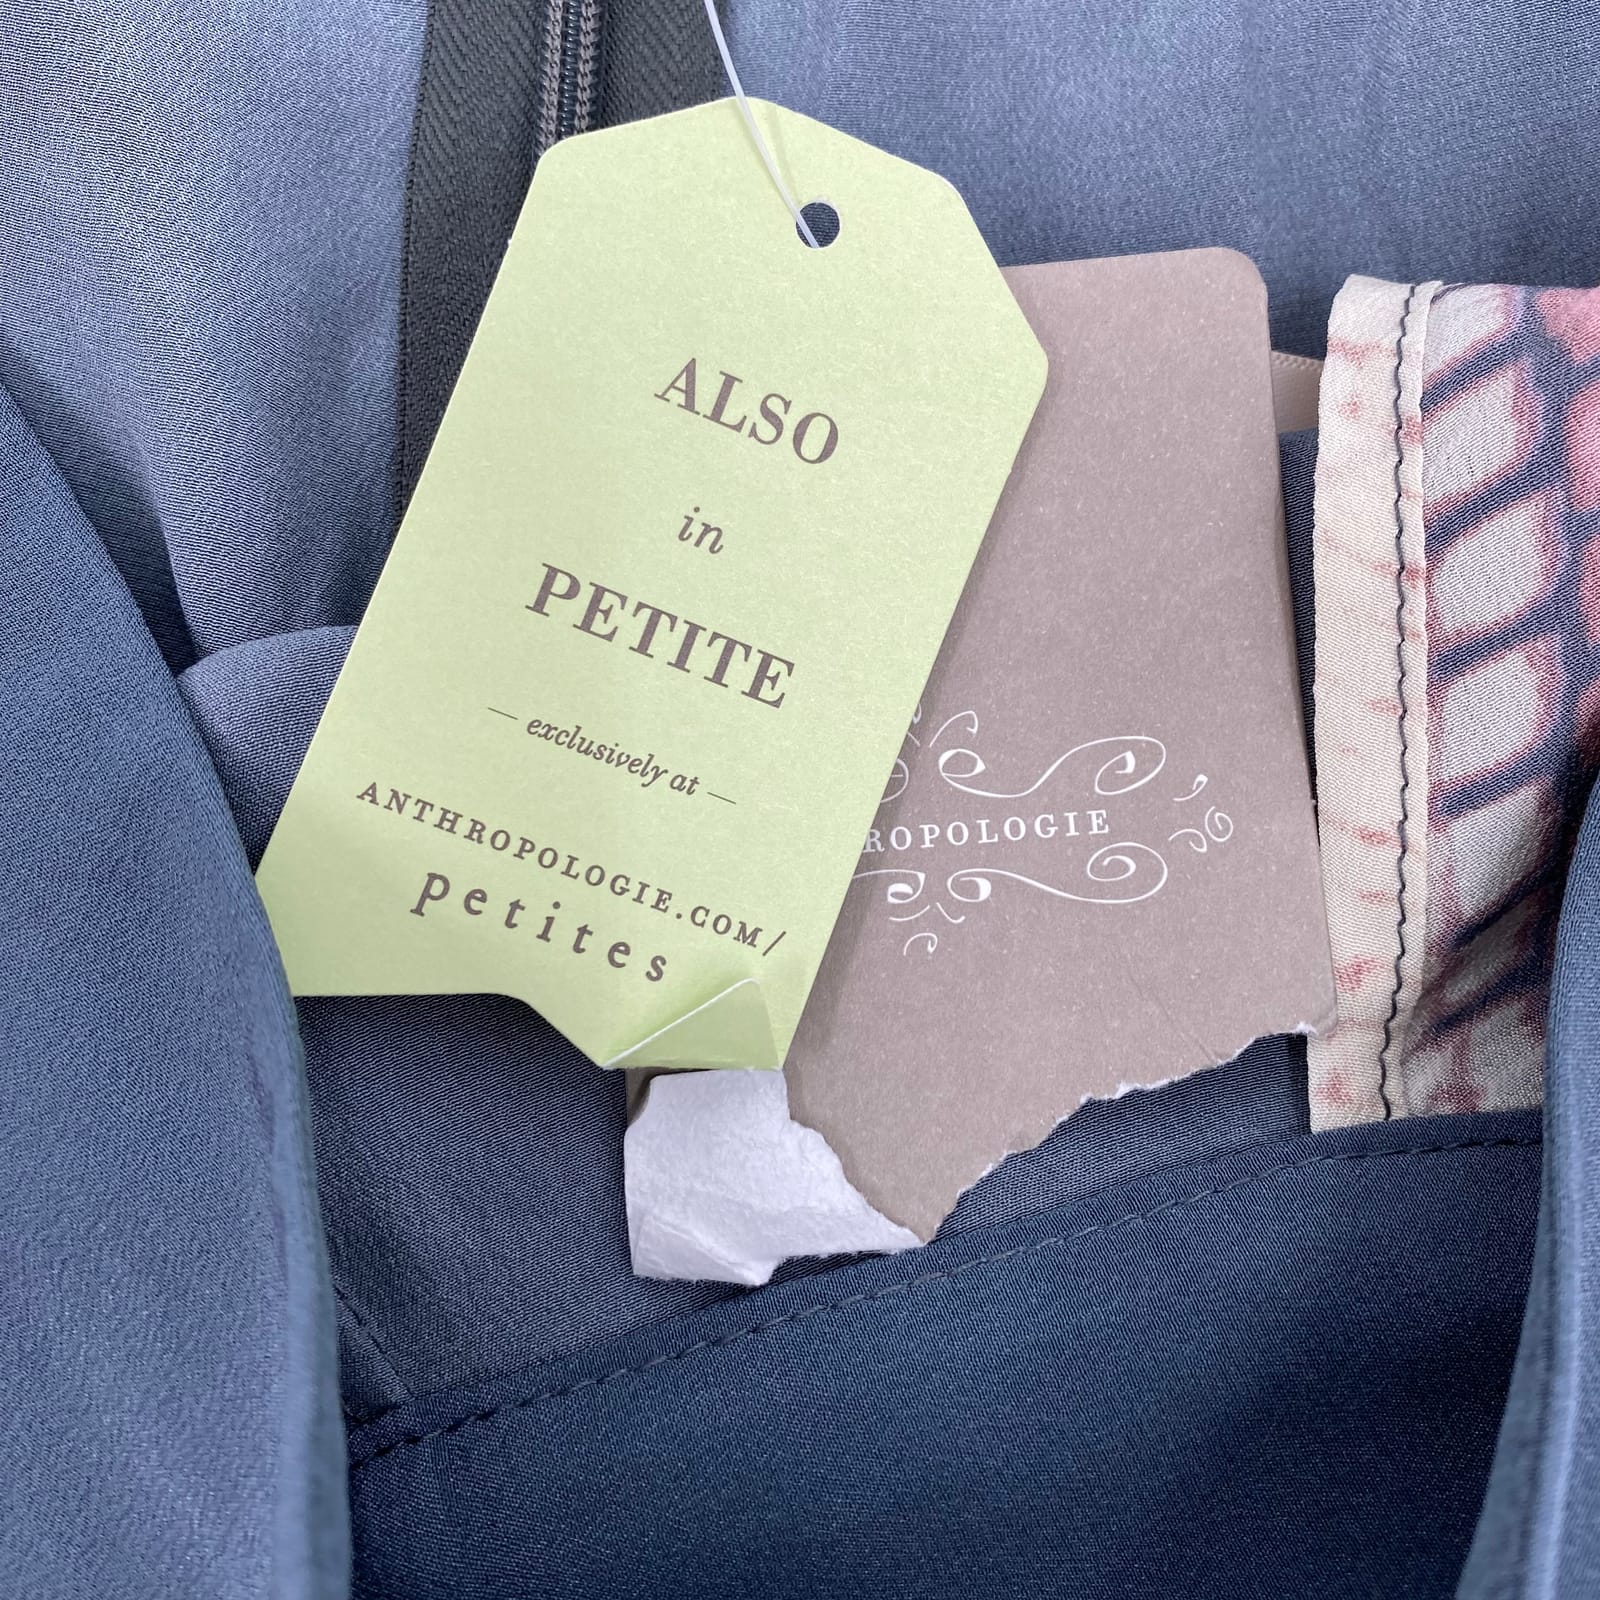 ALSO
in
PETITE
— exclusively at —
ANTHROPOLOGIE.COM/
petites
ROPOLOGIE